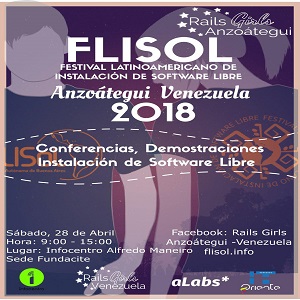 Rails Girls
Anzoátegui
FLISOL
FESTIVAL LATINOAMERICANO DE
INSTALACIÓN DE SOFTWARE LIBRE
Anzoátegui Venezuela
2018
Conferencias, Demostraciones
Instalación de Software Libre
Sábado, 28 de Abril
Hora: 9:00 - 15:00
Lugar: Infocentro Alfredo Maneiro
Sede Fundacite
Facebook: Rails Girls
Anzoátegui -Venezuela
flisol.info
Rails Girls
Venezuela
aLabs*
Oriente